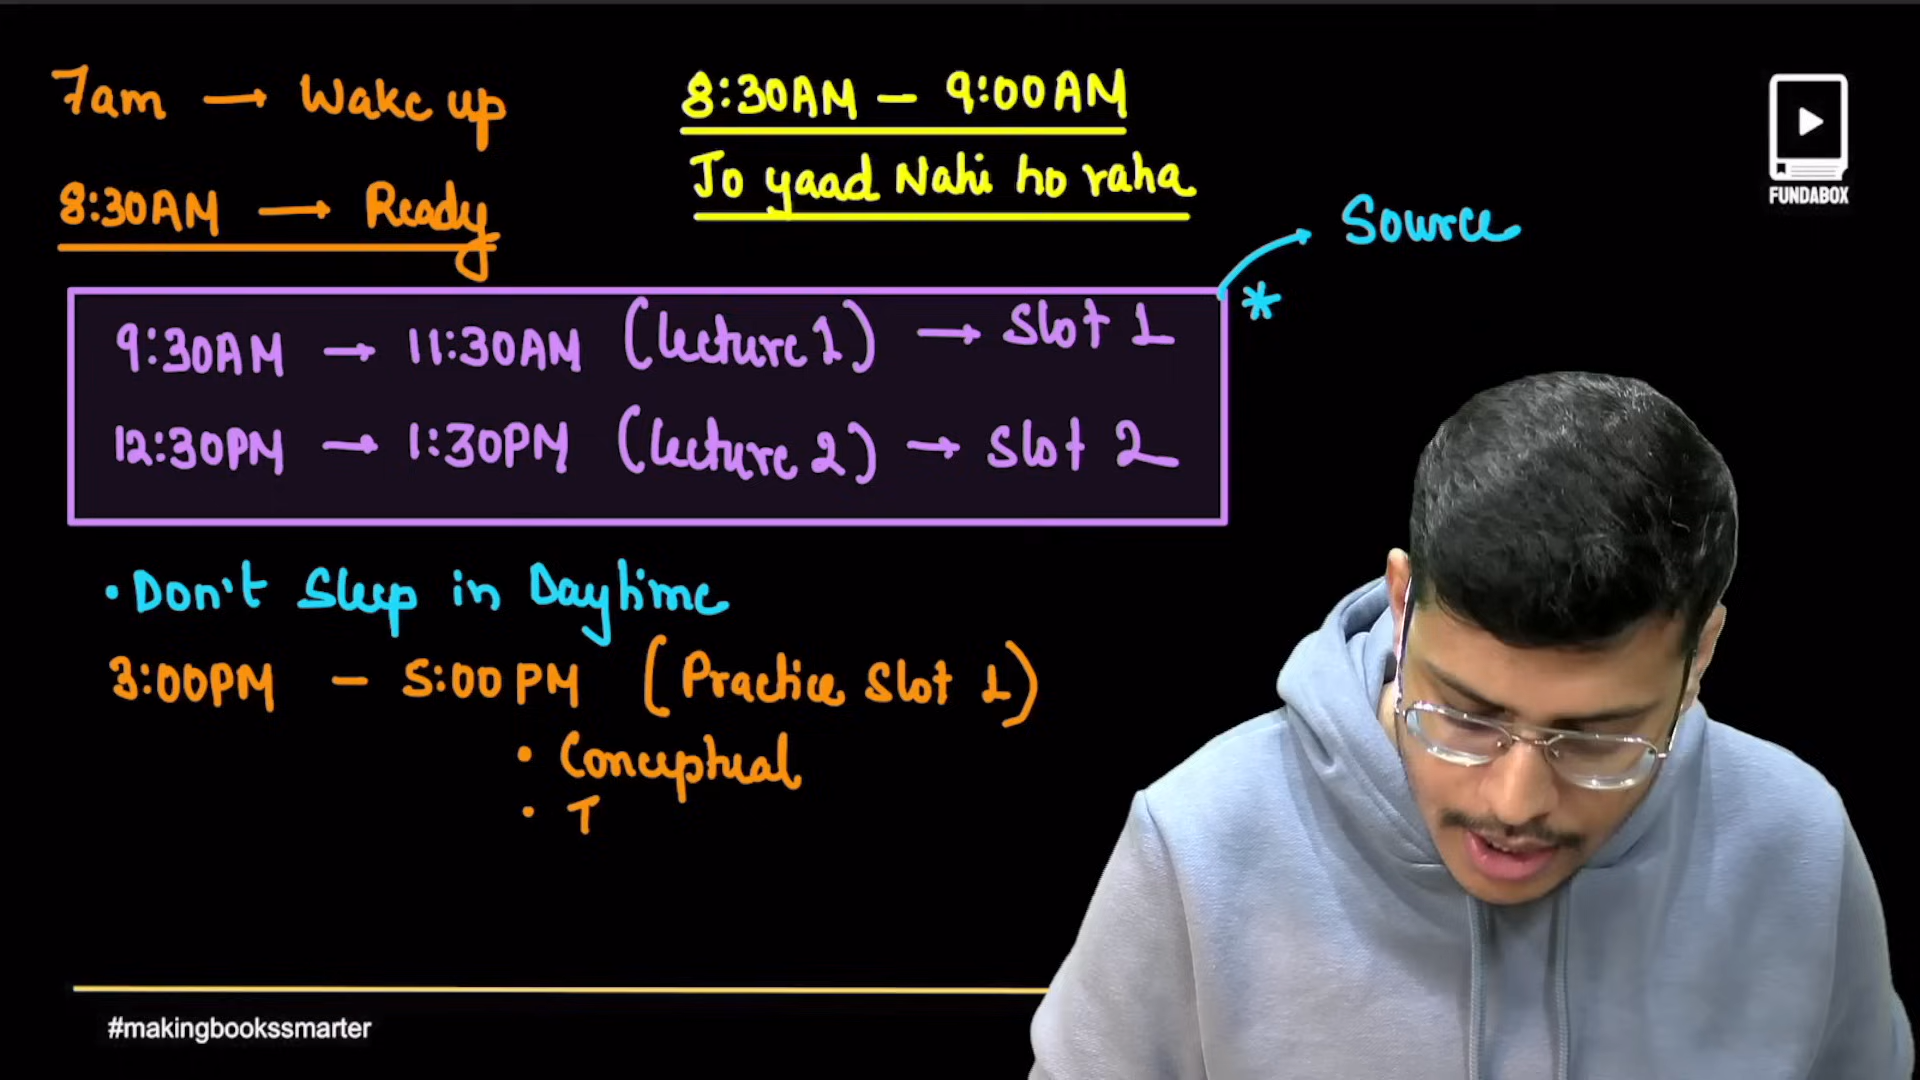 7am → Wake up
8:30AM → Ready
8:30AM – 9:00AM
Jo yaad Nahi ho raha
FUNDABOX
Source
*
9:30AM → 11:30AM (lecture 1) → Slot 1
12:30PM → 1:30PM (lecture 2) → Slot 2
• Don't Sleep in Daytime
3:00PM – 5:00 PM (Practice Slot 1)
• Conceptual
• T
#makingbookssmarter